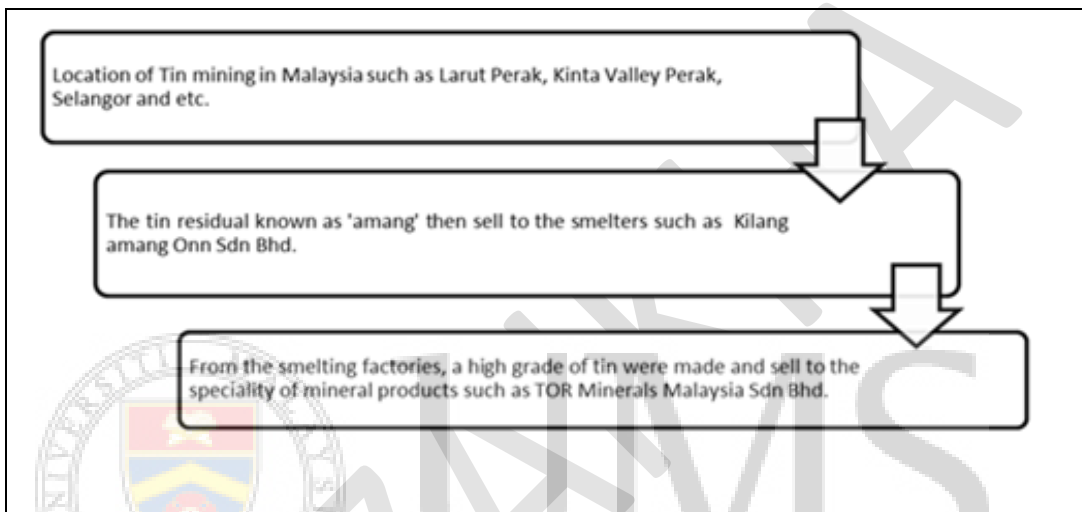 Location of Tin mining in Malaysia such as Larut Perak, Kinta Valley Perak,
Selangor and etc.
The tin residual known as 'amang' then sell to the smelters such as Kilang
amang Onn Sdn Bhd.
From the smelting factories, a high grade of tin were made and sell to the
speciality of mineral products such as TOR Minerals Malaysia Sdn Bhd.
UMS